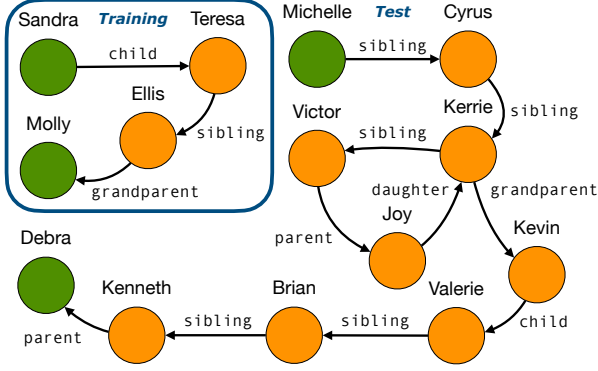 Sandra
Training
Teresa
child
Ellis
sibling
Molly
grandparent
Michelle
Test
Cyrus
sibling
sibling
Victor
sibling
Kerrie
daughter
grandparent
Joy
parent
Kevin
Debra
Kenneth
Brian
Valerie
child
sibling
sibling
parent